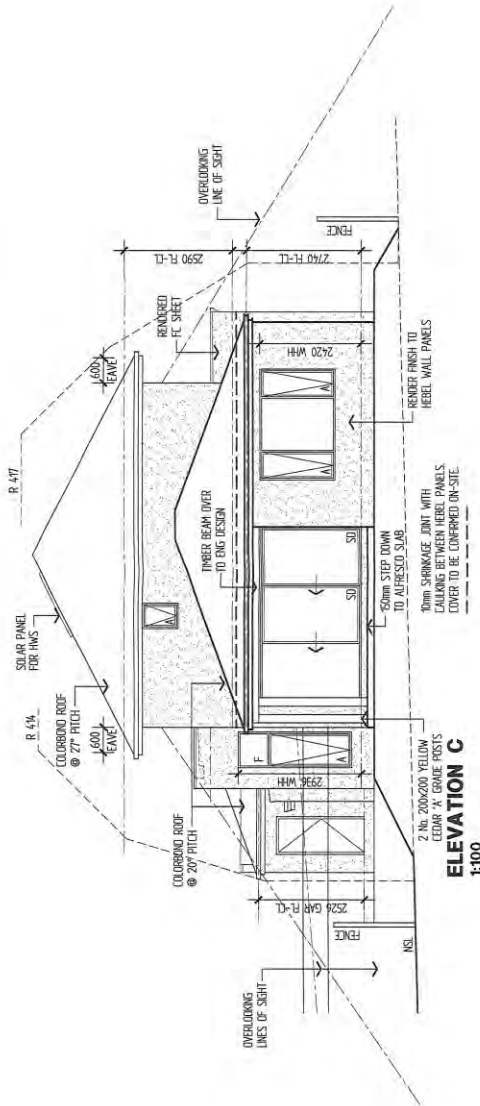 R 417
SOLAR PANEL
FOR HWS
R 414
COLORBOND ROOF
@ 27° PITCH
600
EAVE
600
EAVE
2590 FL-CL
OVERLOOKING
LINE OF SIGHT
RENDERED
FC SHEET
A
TIMBER BEAM OVER
TO ENG DESIGN
COLORBOND ROOF
@ 20° PITCH
2740 FL-CL
FENCE
2420 WHH
A
A
RENDER FINISH TO
HEBEL WALL PANELS
SD
SD
150mm STEP DOWN
TO ALFRESCO SLAB
10mm SHRINKAGE JOINT WITH
CAULKING BETWEEN HEBEL PANELS.
COVER TO BE CONFIRMED ON-SITE.
F
A
2936 WHH
2526 GAR FL-CL
2 No. 200x200 YELLOW
CEDAR 'A' GRADE POSTS
OVERLOOKING
LINES OF SIGHT
FENCE
NSL
ELEVATION C
1:100